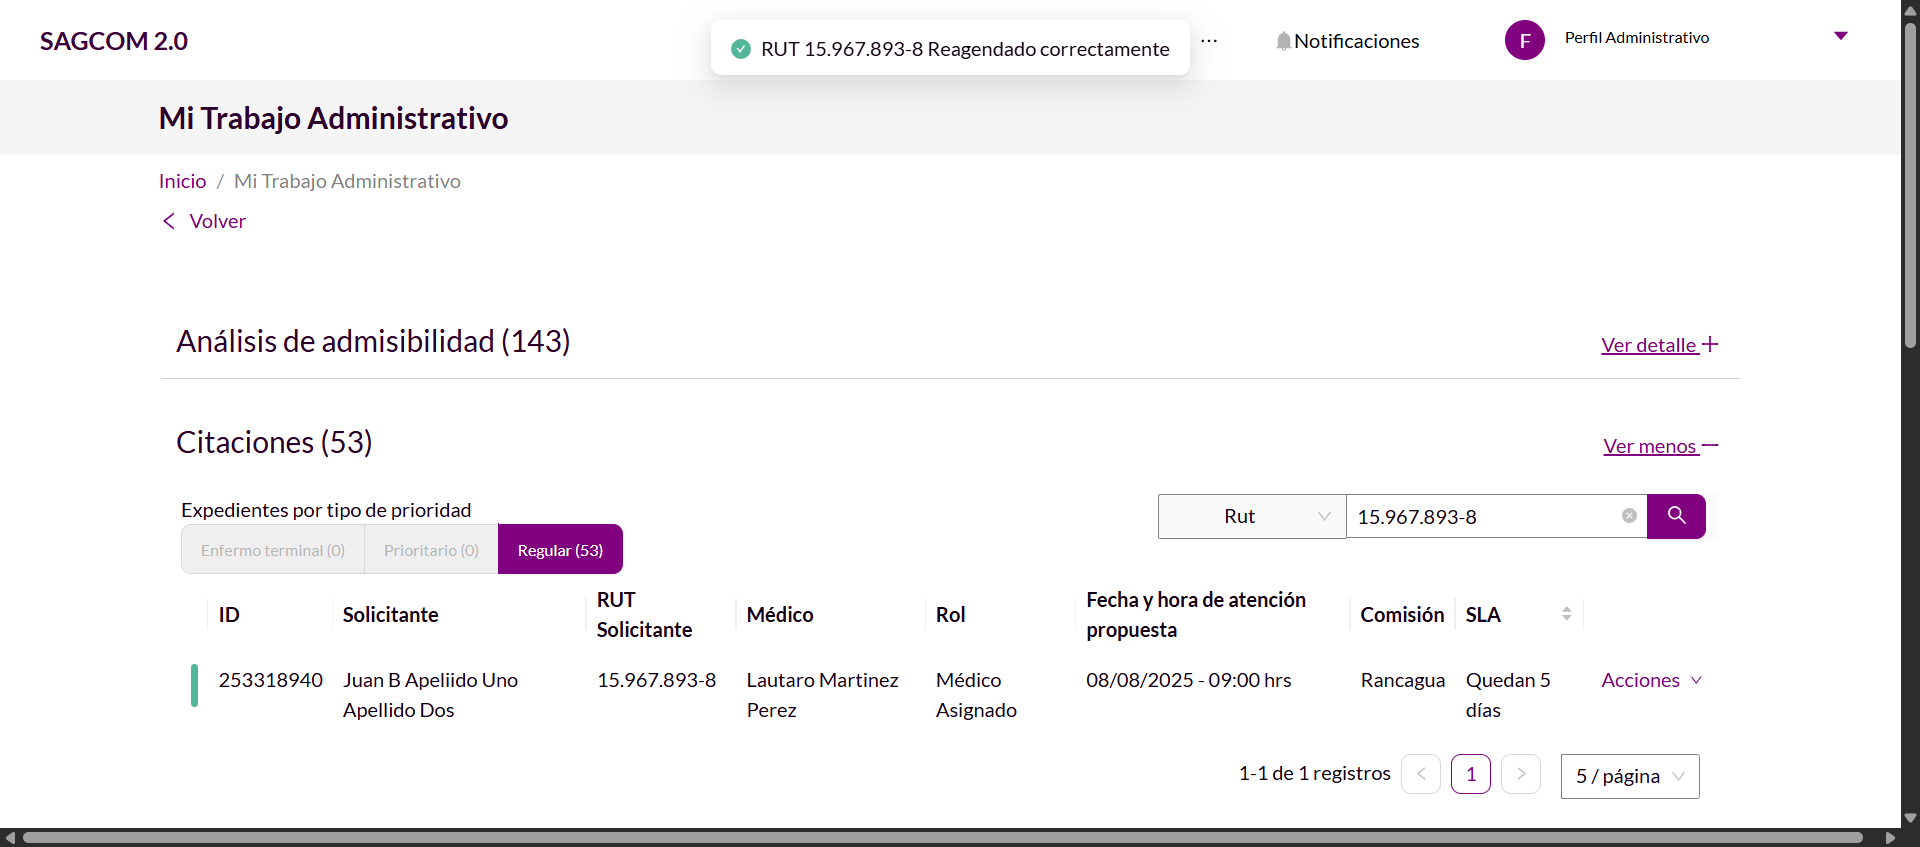 SAGCOM 2.0
RUT 15.967.893-8 Reagendado correctamente
···
Notificaciones
F
Perfil Administrativo
Mi Trabajo Administrativo
Inicio / Mi Trabajo Administrativo
Volver
Análisis de admisibilidad (143)
Ver detalle
Citaciones (53)
Ver menos
Expedientes por tipo de prioridad
Enfermo terminal (0) Prioritario (0) Regular (53)
Rut 15.967.893-8
ID Solicitante RUT Solicitante Médico Rol Fecha y hora de atención propuesta Comisión SLA
253318940 Juan B Apeliido Uno Apellido Dos 15.967.893-8 Lautaro Martinez Perez Médico Asignado 08/08/2025 - 09:00 hrs Rancagua Quedan 5 días Acciones
1-1 de 1 registros < 1 > 5 / página